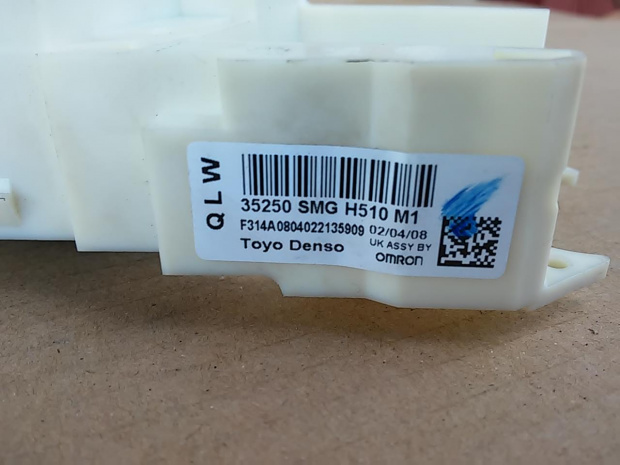 QLW
35250 SMG H510 M1
F314A0804022135909 02/04/08
Toyo Denso UK ASSY BY
OMRON